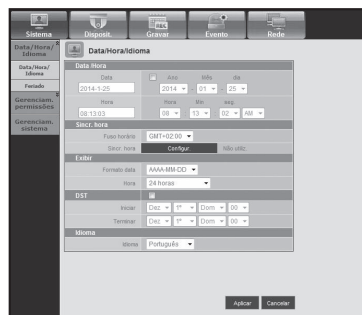 Sistema Disposit. Gravar Evento Rede
Data/Hora/
Idioma
Data/Hora/
Idioma
Feriado
Gerenciam.
permissões
Gerenciam.
sistema
Data/Hora/Idioma
Data Hora
Data Ano Mês dia
2014-1-25 2014 - 01 - 25
Hora Hora Min seg.
08:13:03 08 : 13 : 02 AM
Sincr. hora
Fuso horário GMT+02:00
Sincr. hora Configur. Não utiliz.
Exibir
Formato data AAAA-MM-DD
Hora 24 horas
DST
Iniciar Dez 1º Dom 00
Terminar Dez 1º Dom 00
Idioma
Idioma Português
Aplicar Cancelar